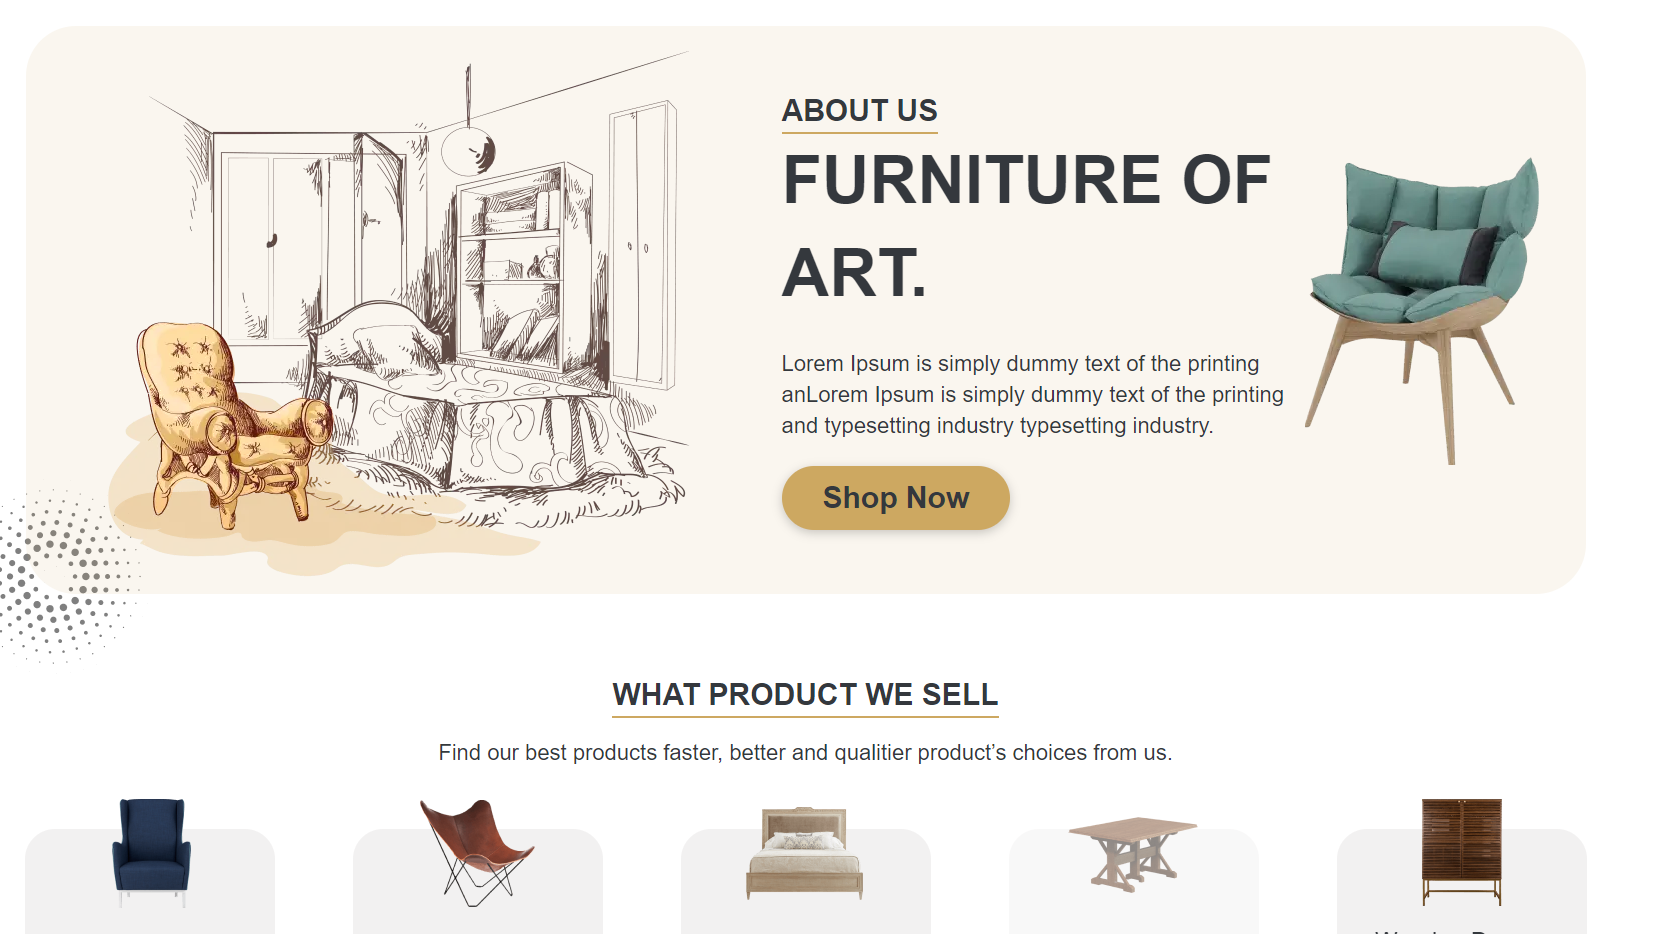 ABOUT US
FURNITURE OF
ART.
Lorem Ipsum is simply dummy text of the printing
anLorem Ipsum is simply dummy text of the printing
and typesetting industry typesetting industry.
Shop Now
WHAT PRODUCT WE SELL
Find our best products faster, better and qualitier product’s choices from us.